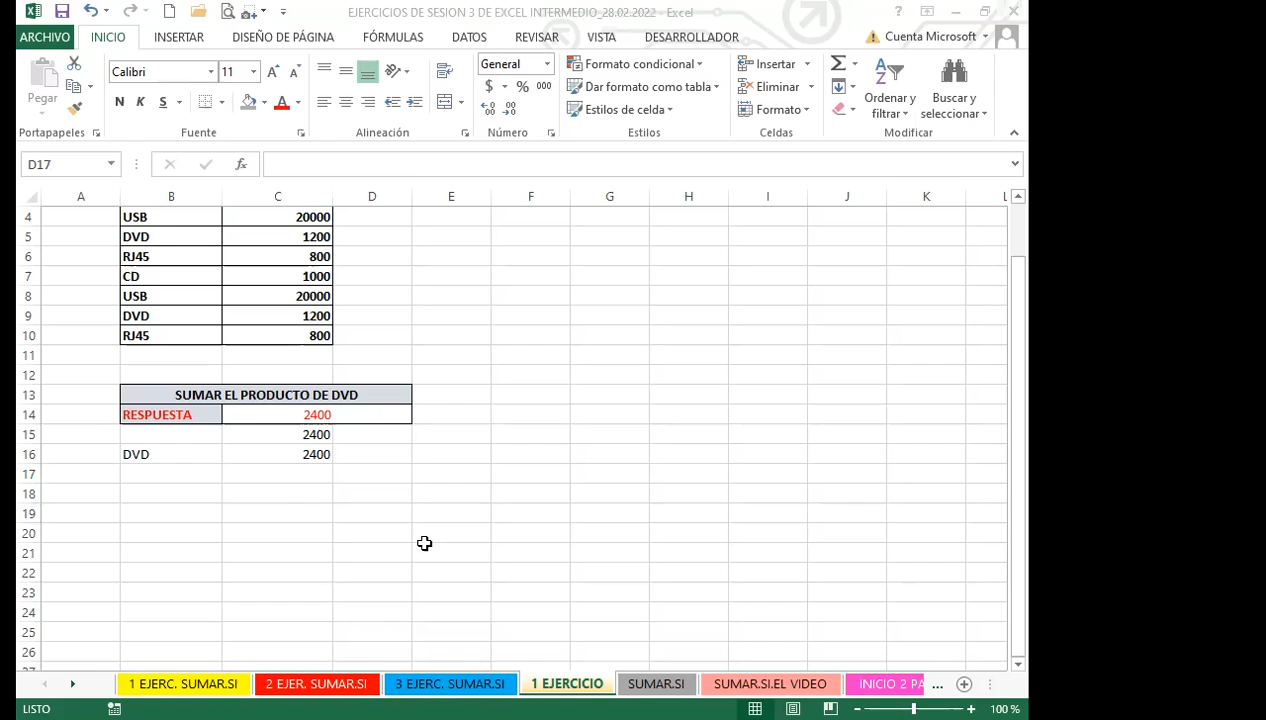 EJERCICIOS DE SESION 3 DE EXCEL INTERMEDIO_28.02.2022 - Excel
ARCHIVO INICIO INSERTAR DISEÑO DE PÁGINA FÓRMULAS DATOS REVISAR VISTA DESARROLLADOR Cuenta Microsoft
Calibri 11 General Formato condicional Insertar
Pegar N K S $ % 000 Dar formato como tabla Eliminar Ordenar y filtrar Buscar y seleccionar
Estilos de celda Formato
Portapapeles Fuente Alineación Número Estilos Celdas Modificar
D17 fx
A B C D E F G H I J K L
4 USB 20000
5 DVD 1200
6 RJ45 800
7 CD 1000
8 USB 20000
9 DVD 1200
10 RJ45 800
11
12
13 SUMAR EL PRODUCTO DE DVD
14 RESPUESTA 2400
15 2400
16 DVD 2400
17
18
19
20
21
22
23
24
25
26
27
1 EJERC. SUMAR.SI 2 EJER. SUMAR.SI 3 EJERC. SUMAR.SI 1 EJERCICIO SUMAR.SI SUMAR.SI.EL VIDEO INICIO 2 PA ...
LISTO 100 %